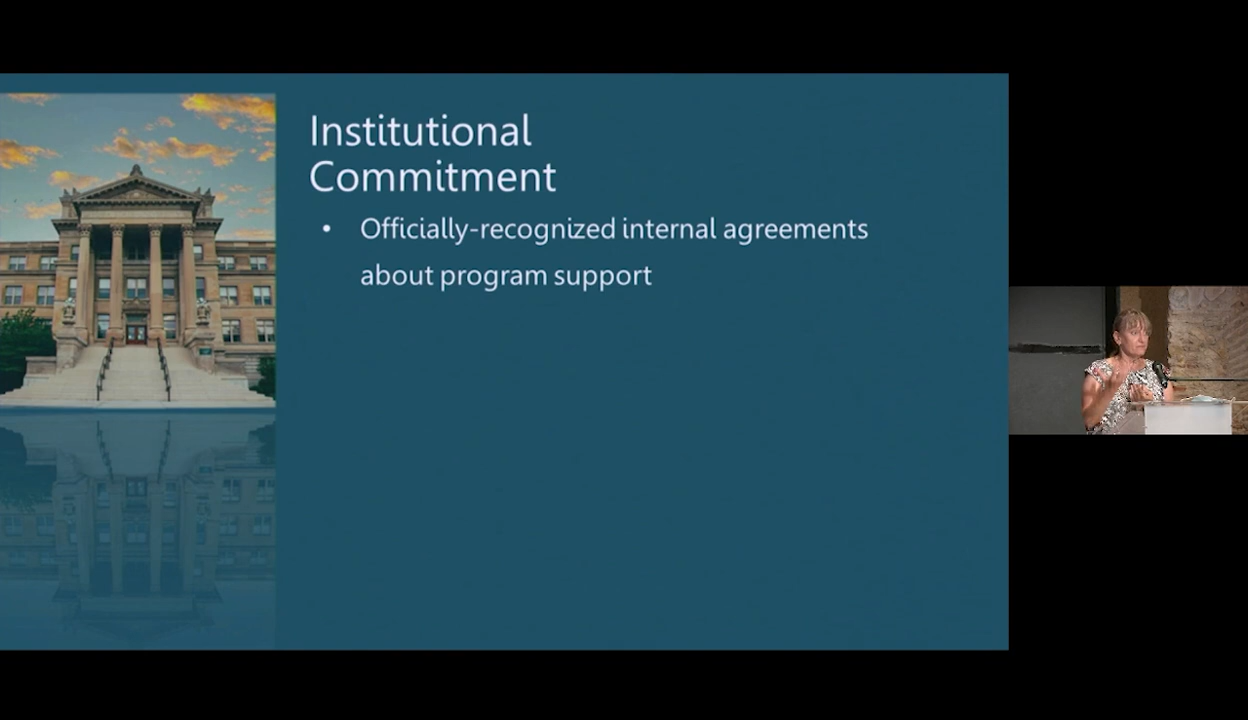 Institutional
Commitment
• Officially-recognized internal agreements
about program support